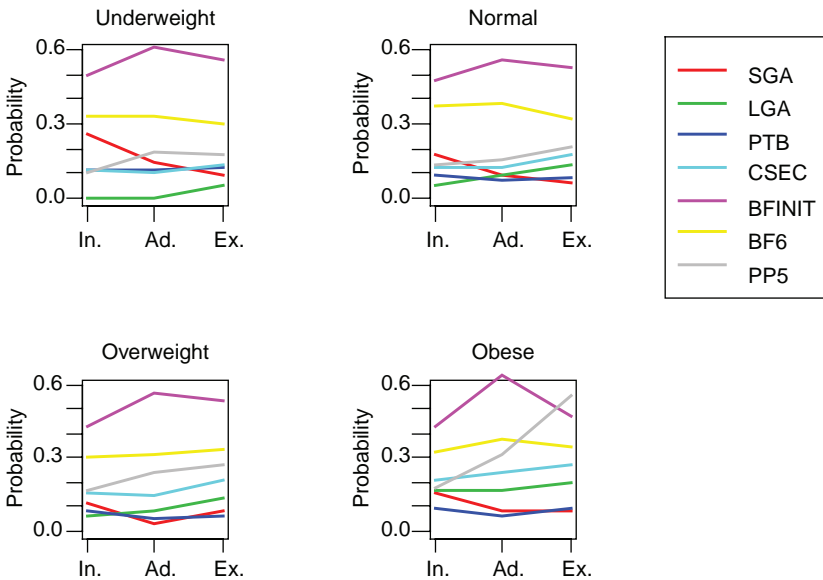 Underweight
Probability
0.6
0.3
0.0
In. Ad. Ex.
Normal
Probability
0.6
0.3
0.0
In. Ad. Ex.
SGA
LGA
PTB
CSEC
BFINIT
BF6
PP5
Overweight
Probability
0.6
0.3
0.0
In. Ad. Ex.
Obese
Probability
0.6
0.3
0.0
In. Ad. Ex.